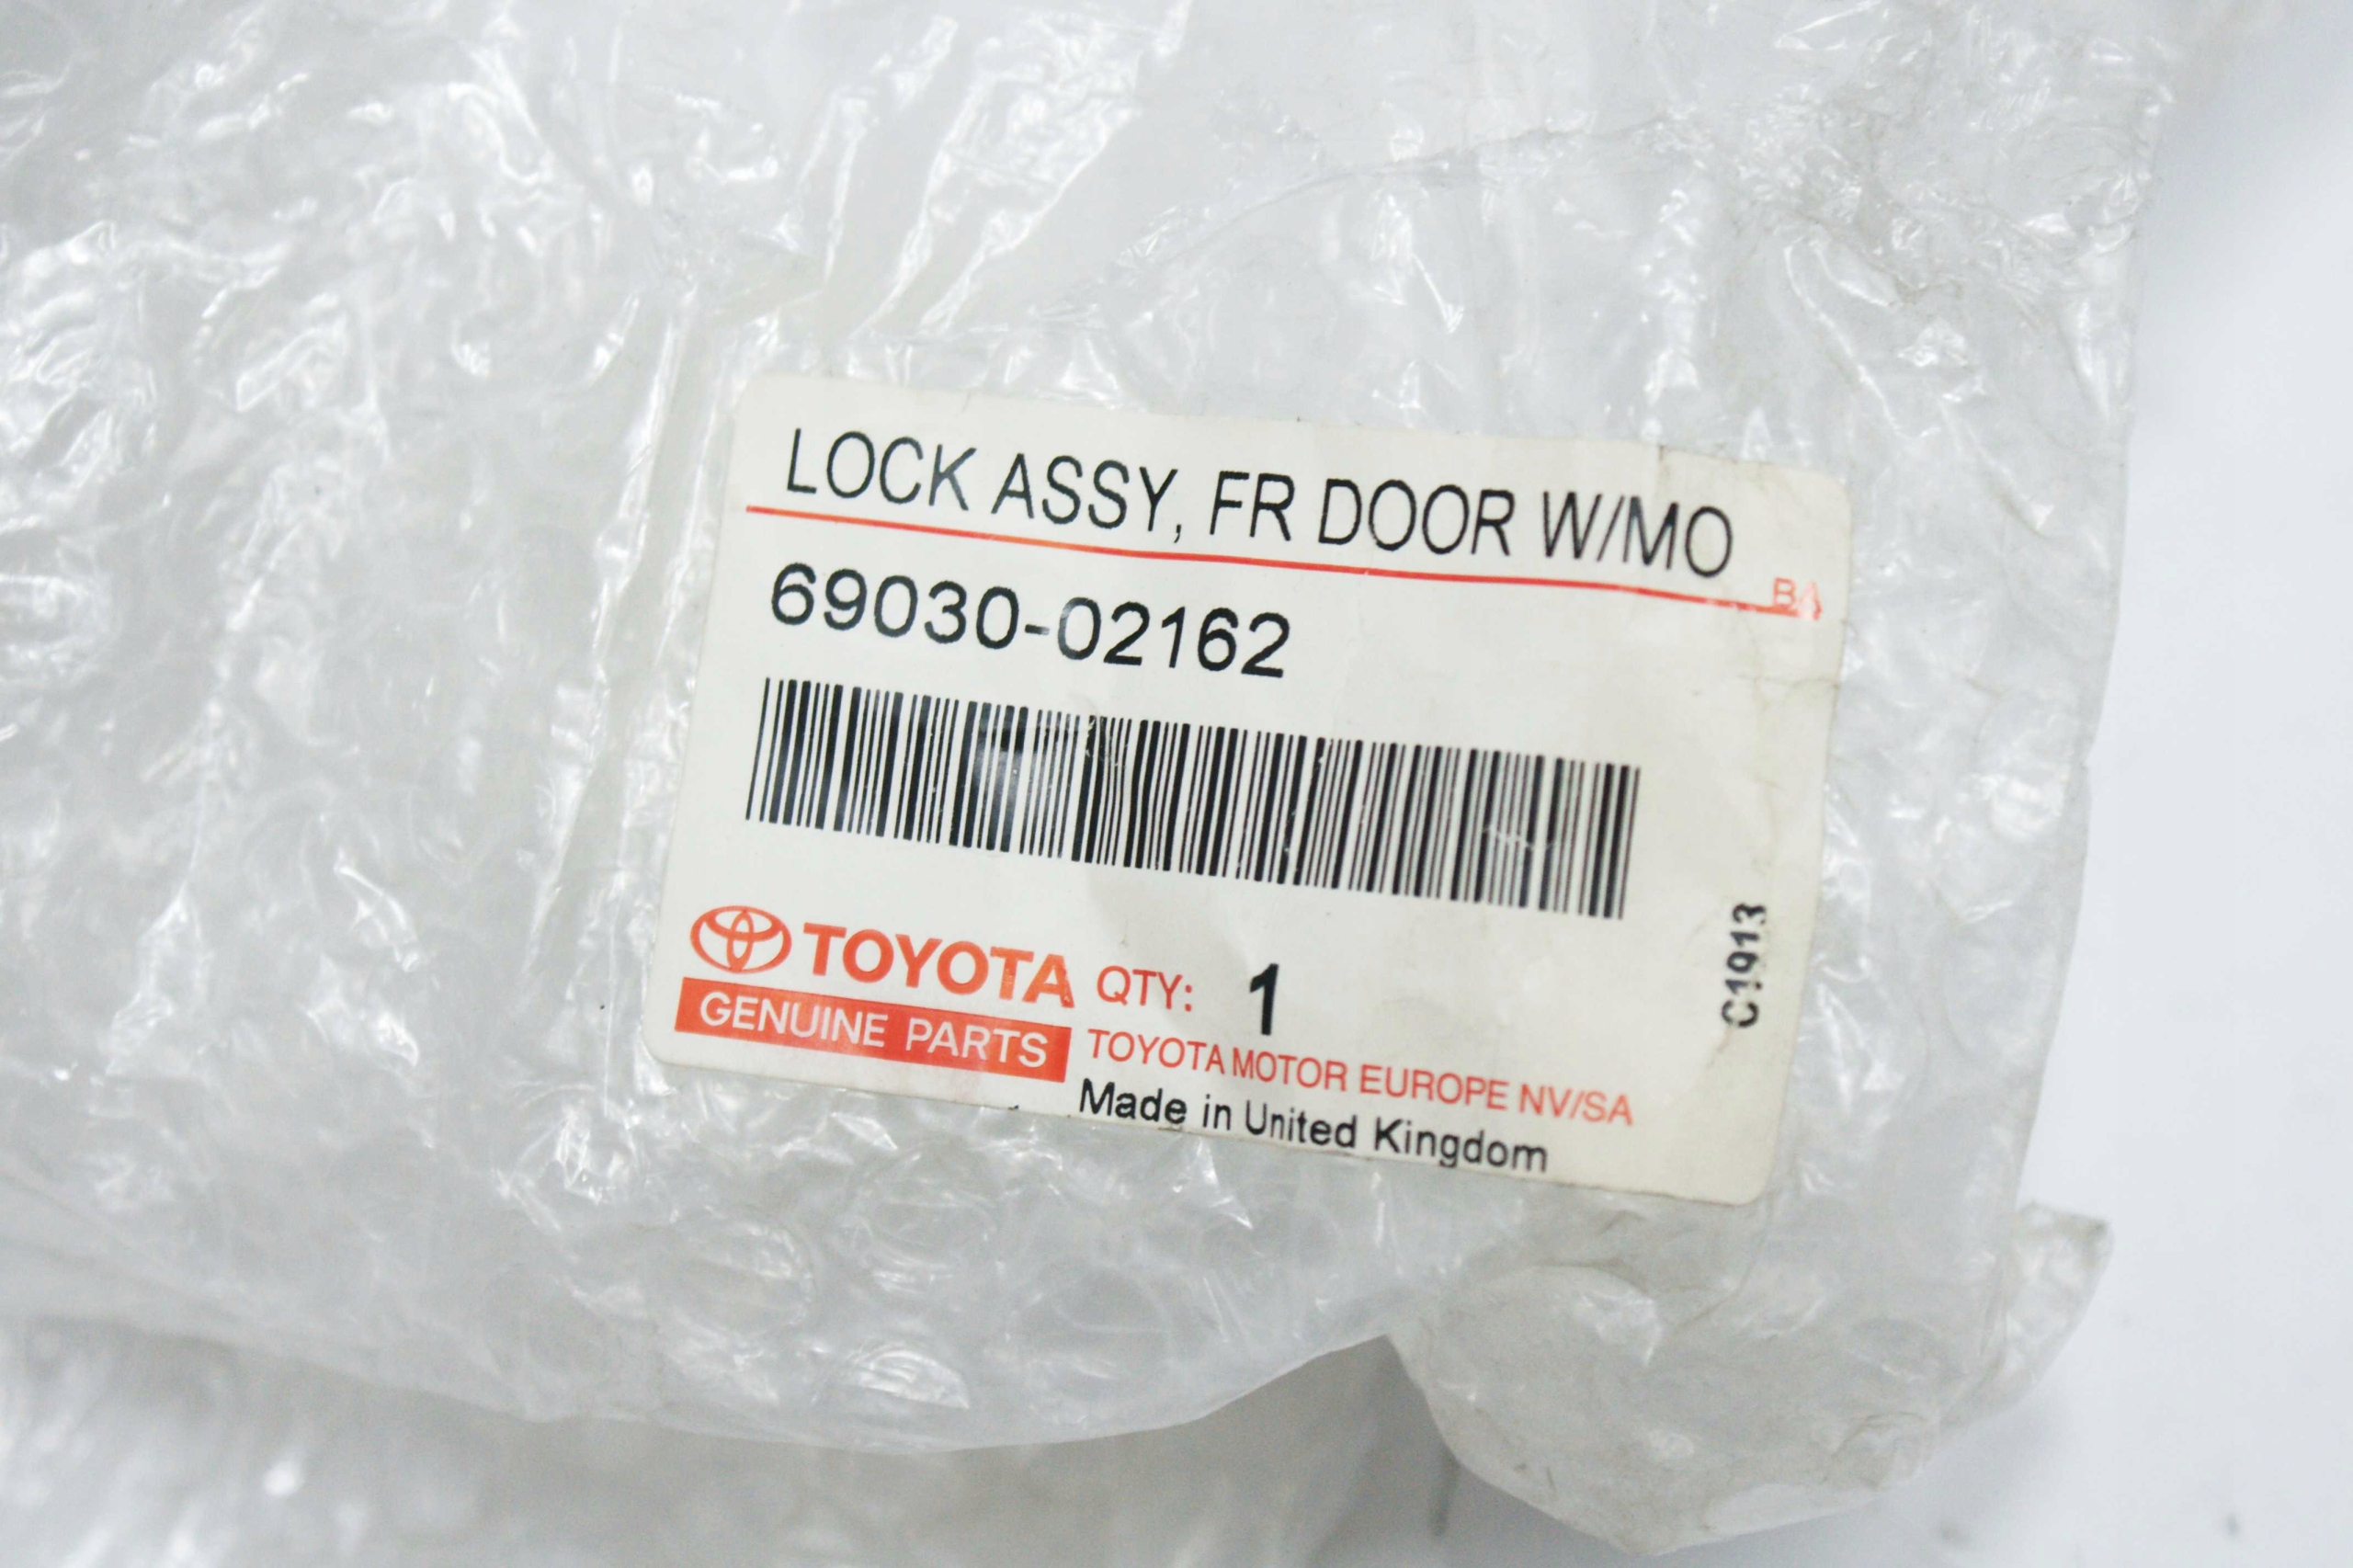 LOCK ASSY, FR DOOR W/MO
BA
69030-02162
C1913
TOYOTA QTY: 1
GENUINE PARTS TOYOTA MOTOR EUROPE NV/SA
Made in United Kingdom